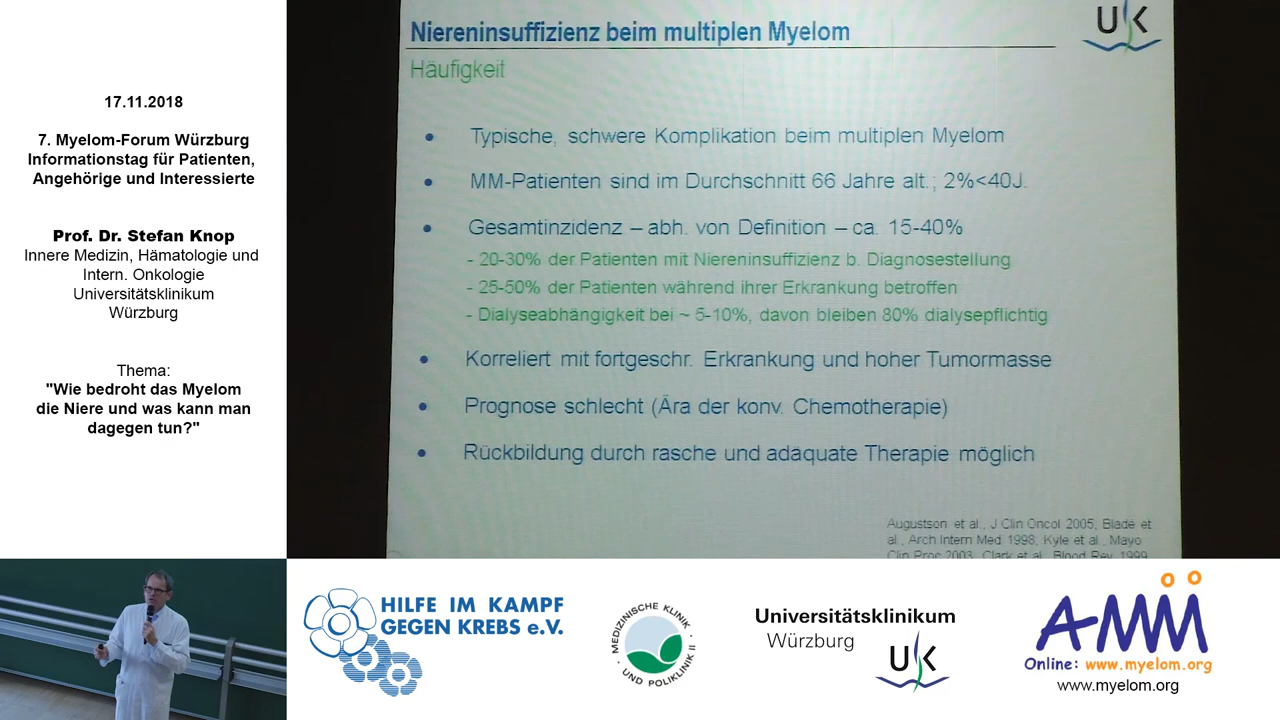 17.11.2018
7. Myelom-Forum Würzburg
Informationstag für Patienten,
Angehörige und Interessierte
Prof. Dr. Stefan Knop
Innere Medizin, Hämatologie und
Intern. Onkologie
Universitätsklinikum
Würzburg
Thema:
"Wie bedroht das Myelom
die Niere und was kann man
dagegen tun?"
Niereninsuffizienz beim multiplen Myelom
UK
Häufigkeit
• Typische, schwere Komplikation beim multiplen Myelom
• MM-Patienten sind im Durchschnitt 66 Jahre alt.; 2%<40J.
• Gesamtinzidenz – abh. von Definition – ca. 15-40%
- 20-30% der Patienten mit Niereninsuffizienz b. Diagnosestellung
- 25-50% der Patienten während ihrer Erkrankung betroffen
- Dialyseabhängigkeit bei ~ 5-10%, davon bleiben 80% dialysepflichtig
• Korreliert mit fortgeschr. Erkrankung und hoher Tumormasse
• Prognose schlecht (Ära der konv. Chemotherapie)
• Rückbildung durch rasche und adäquate Therapie möglich
Augustson et al., J Clin Oncol 2005, Blade et
al., Arch Intern Med 1998, Kyle et al., Mayo
Clin Proc 2003, Clark et al., Blood Rev 1999
HILFE IM KAMPF
GEGEN KREBS e.V.
MEDIZINISCHE KLINIK
UND POLIKLINIK II
Universitätsklinikum
Würzburg
UK
AMM
Online: www.myelom.org
www.myelom.org